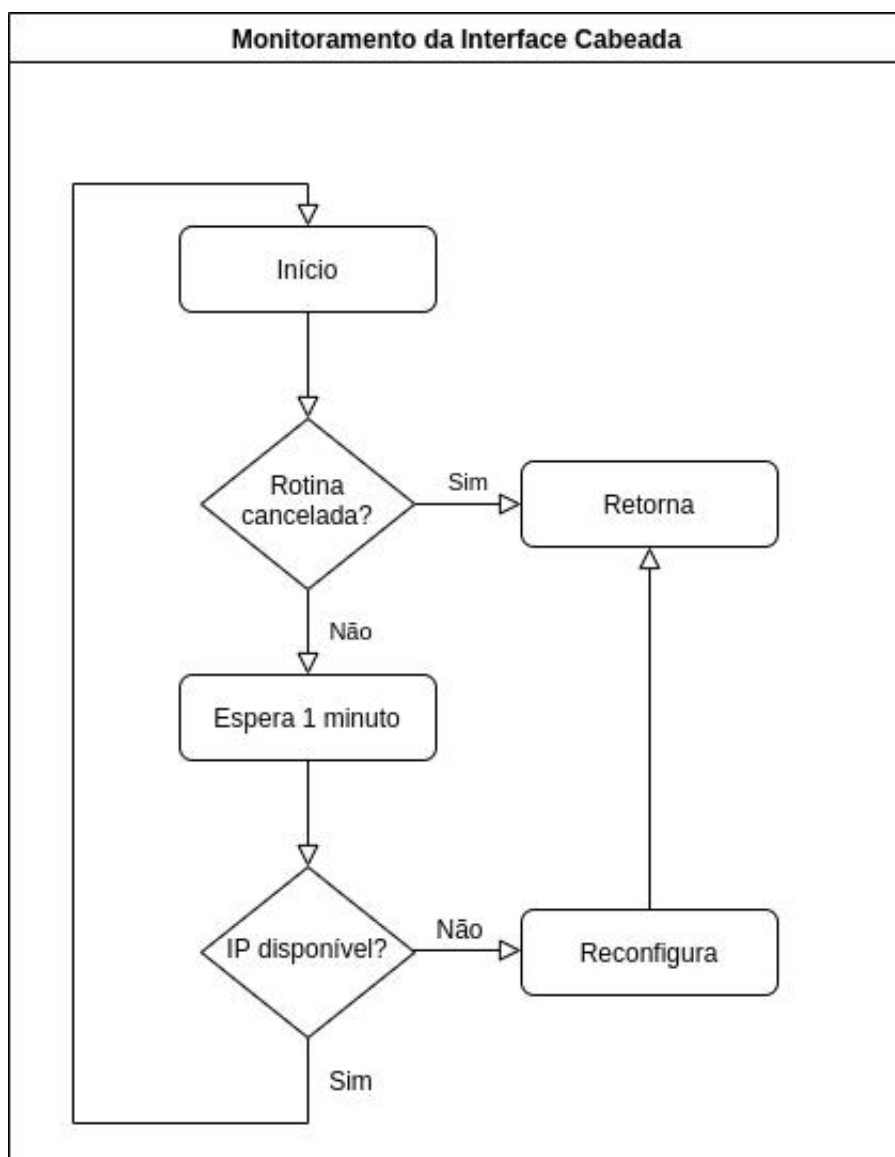 Monitoramento da Interface Cabeada
Início
Rotina
cancelada?
Sim
Retorna
Não
Espera 1 minuto
IP disponível?
Não
Reconfigura
Sim